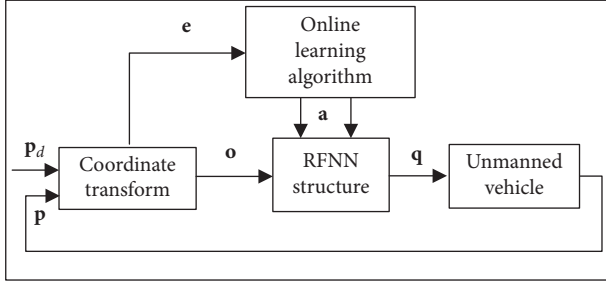 Online
learning
algorithm
e
a
p_d
Coordinate
transform
p
o
RFNN
structure
q
Unmanned
vehicle